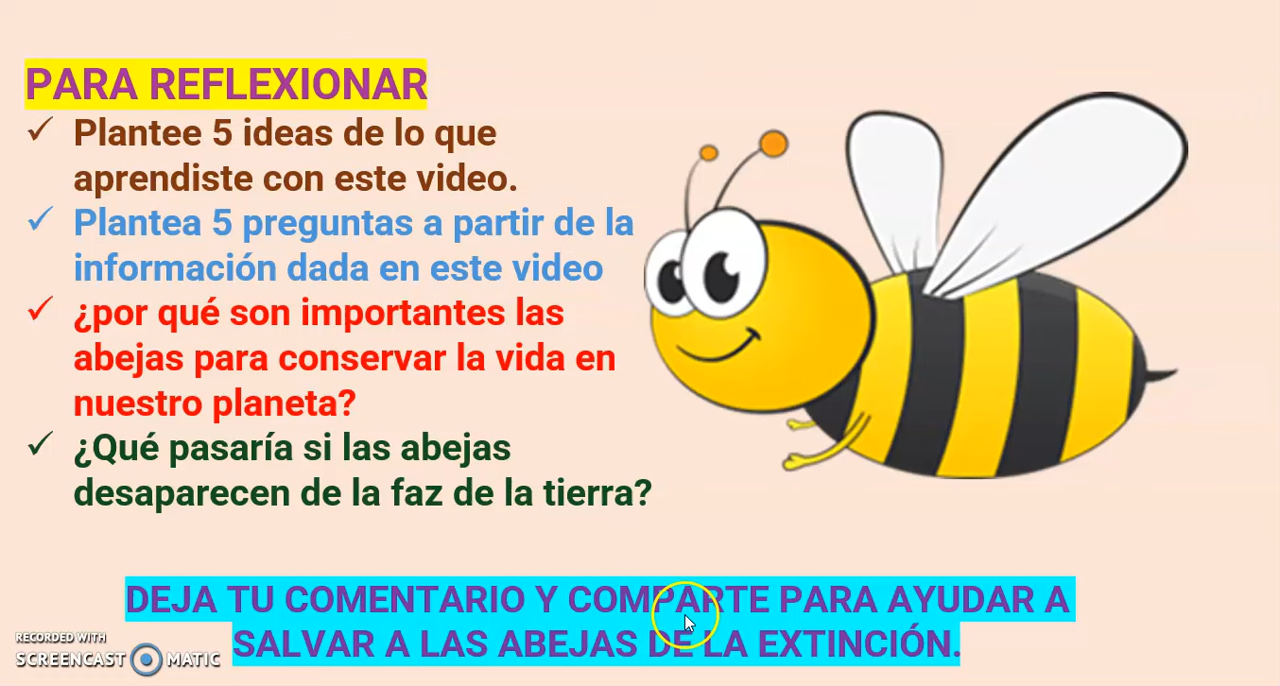 PARA REFLEXIONAR
✓ Plantee 5 ideas de lo que
aprendiste con este video.
✓ Plantea 5 preguntas a partir de la
información dada en este video
✓ ¿por qué son importantes las
abejas para conservar la vida en
nuestro planeta?
✓ ¿Qué pasaría si las abejas
desaparecen de la faz de la tierra?
DEJA TU COMENTARIO Y COMPARTE PARA AYUDAR A
SALVAR A LAS ABEJAS DE LA EXTINCIÓN.
RECORDED WITH
SCREENCAST MATIC